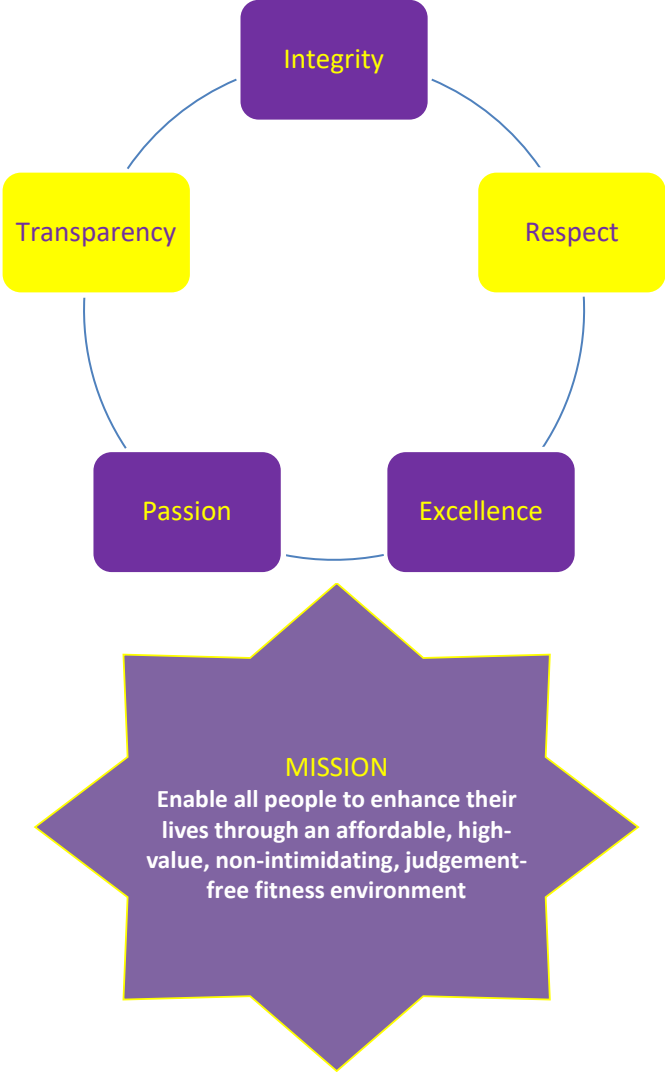 Integrity
Transparency
Respect
Passion
Excellence
MISSION
Enable all people to enhance their
lives through an affordable, high-
value, non-intimidating, judgement-
free fitness environment